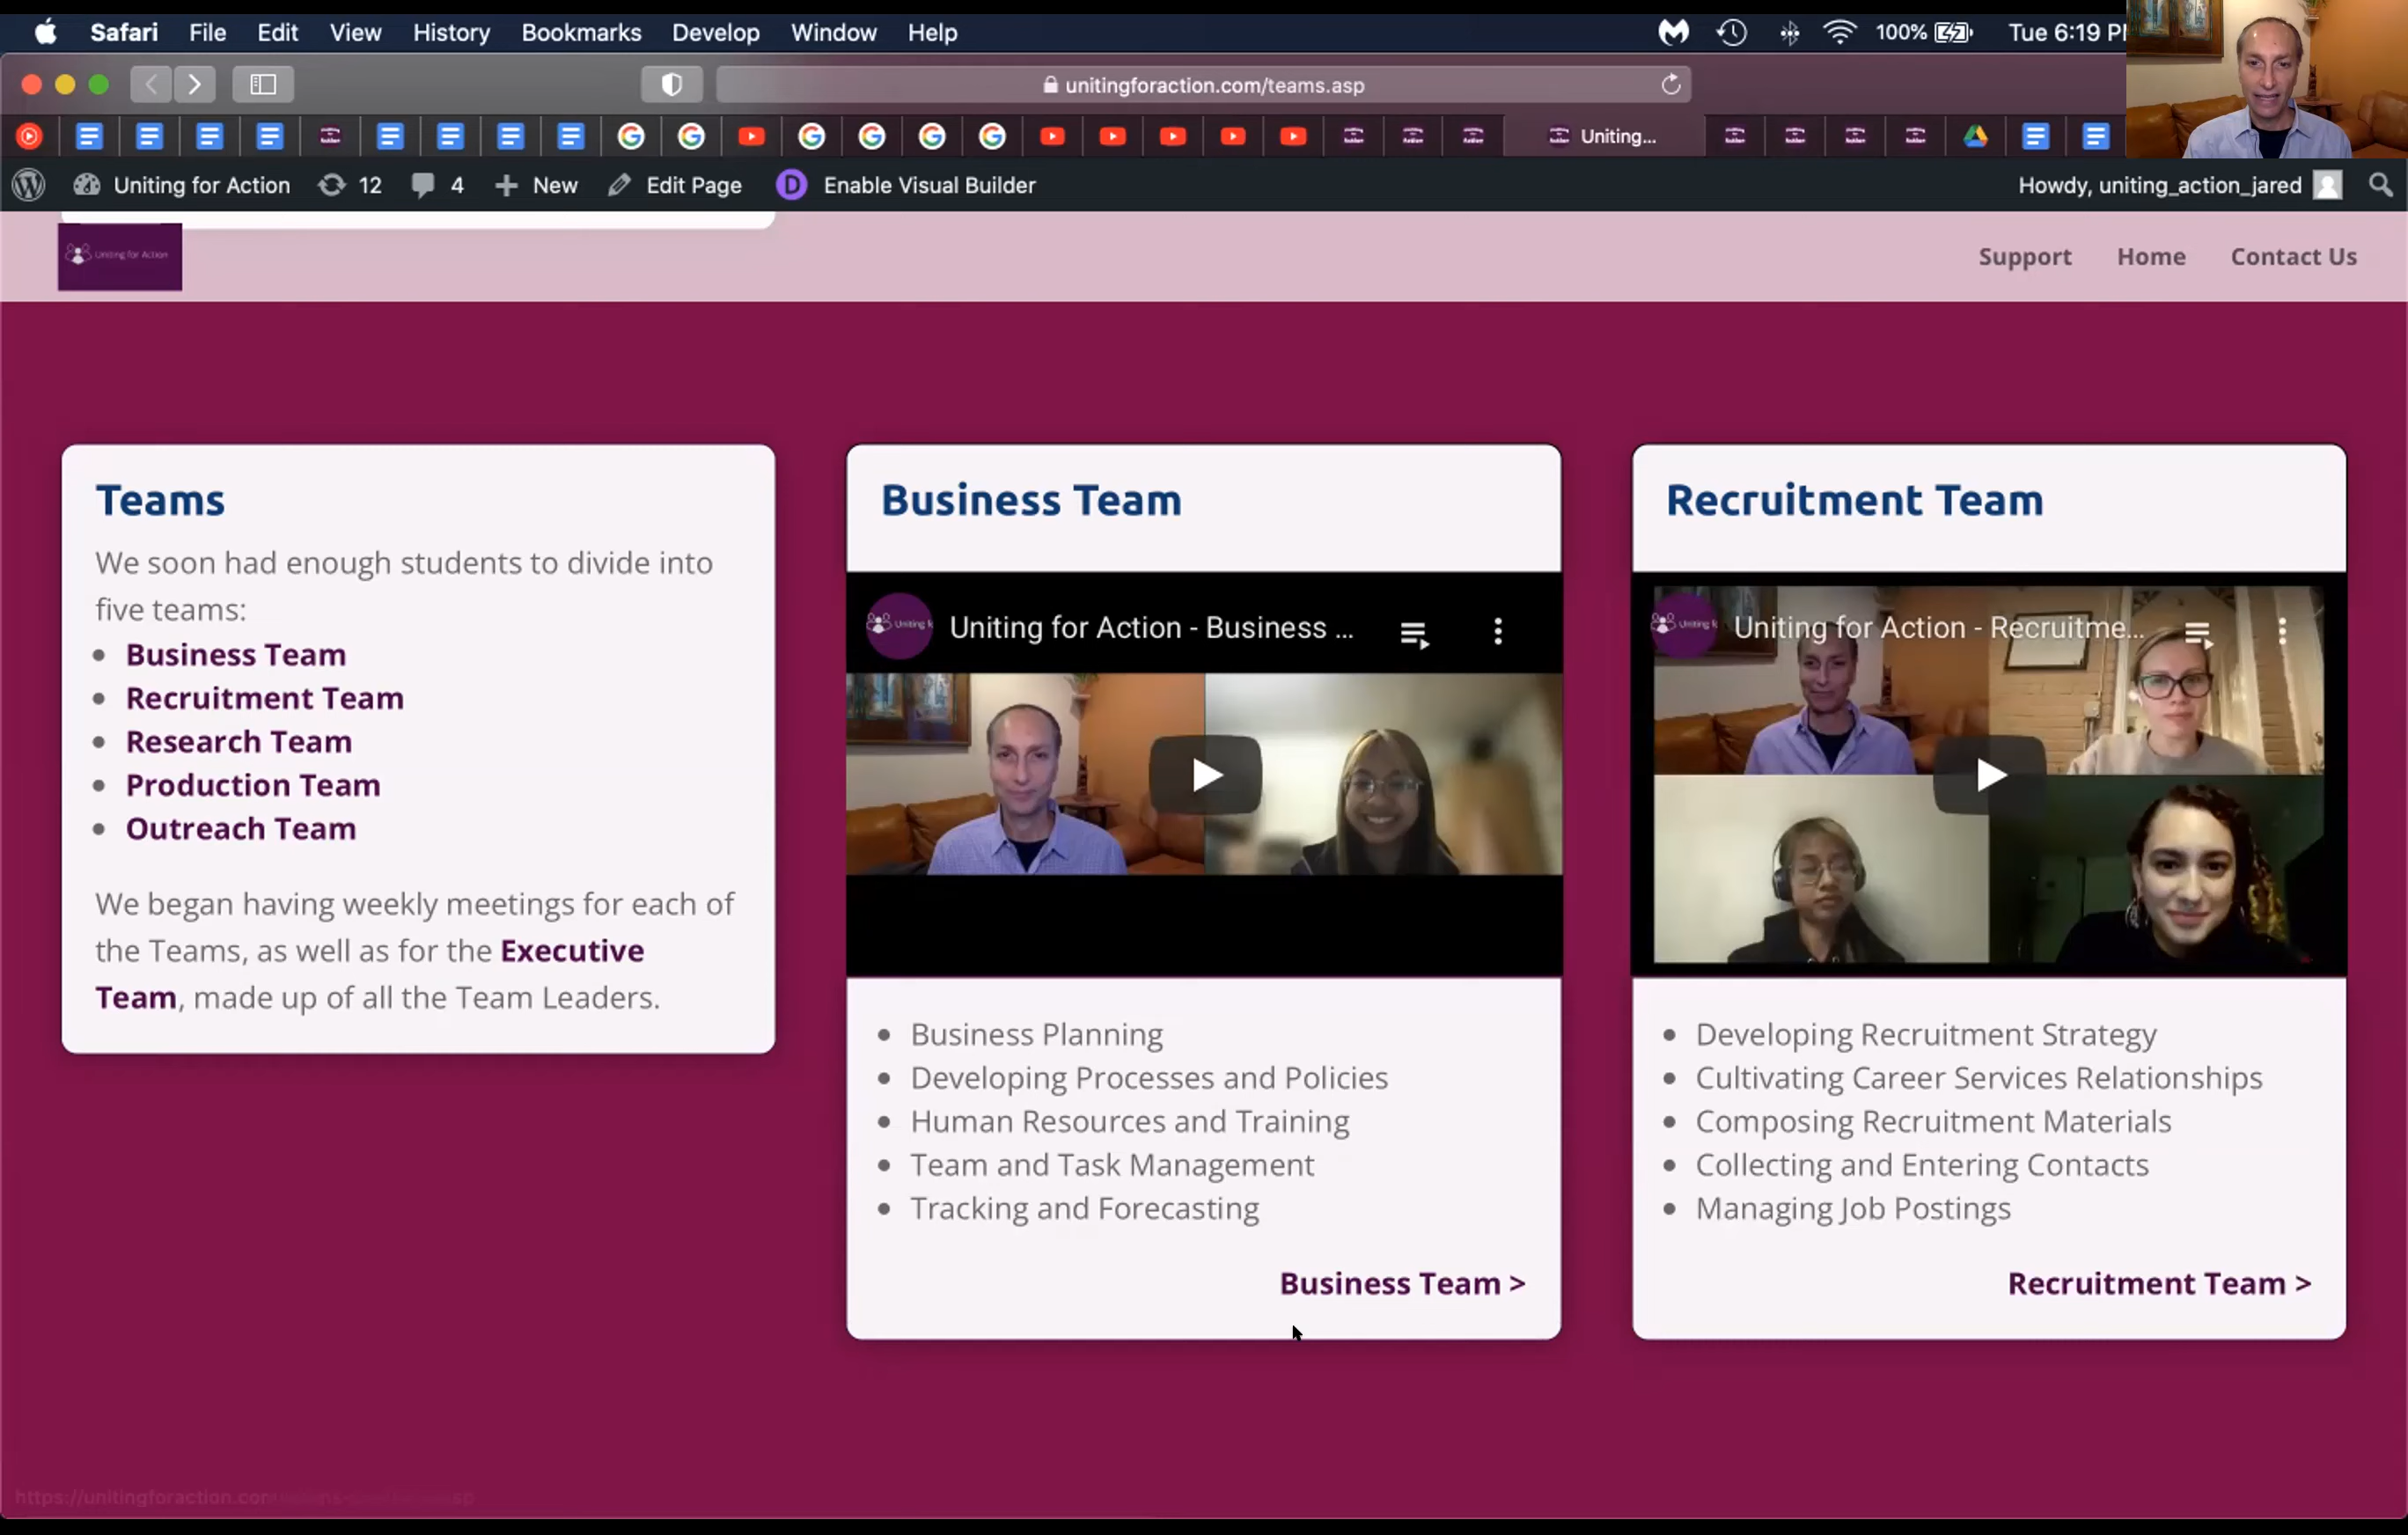 Safari File Edit View History Bookmarks Develop Window Help 100% Tue 6:19 P
unitingforaction.com/teams.asp
Uniting...
Uniting for Action 12 4 New Edit Page Enable Visual Builder Howdy, uniting_action_jared
Uniting for Action
Support Home Contact Us
Teams
We soon had enough students to divide into
five teams:
• Business Team
• Recruitment Team
• Research Team
• Production Team
• Outreach Team
We began having weekly meetings for each of
the Teams, as well as for the Executive
Team, made up of all the Team Leaders.
Business Team
Uniting for Action - Business ...
• Business Planning
• Developing Processes and Policies
• Human Resources and Training
• Team and Task Management
• Tracking and Forecasting
Business Team >
Recruitment Team
Uniting for Action - Recruitme...
• Developing Recruitment Strategy
• Cultivating Career Services Relationships
• Composing Recruitment Materials
• Collecting and Entering Contacts
• Managing Job Postings
Recruitment Team >